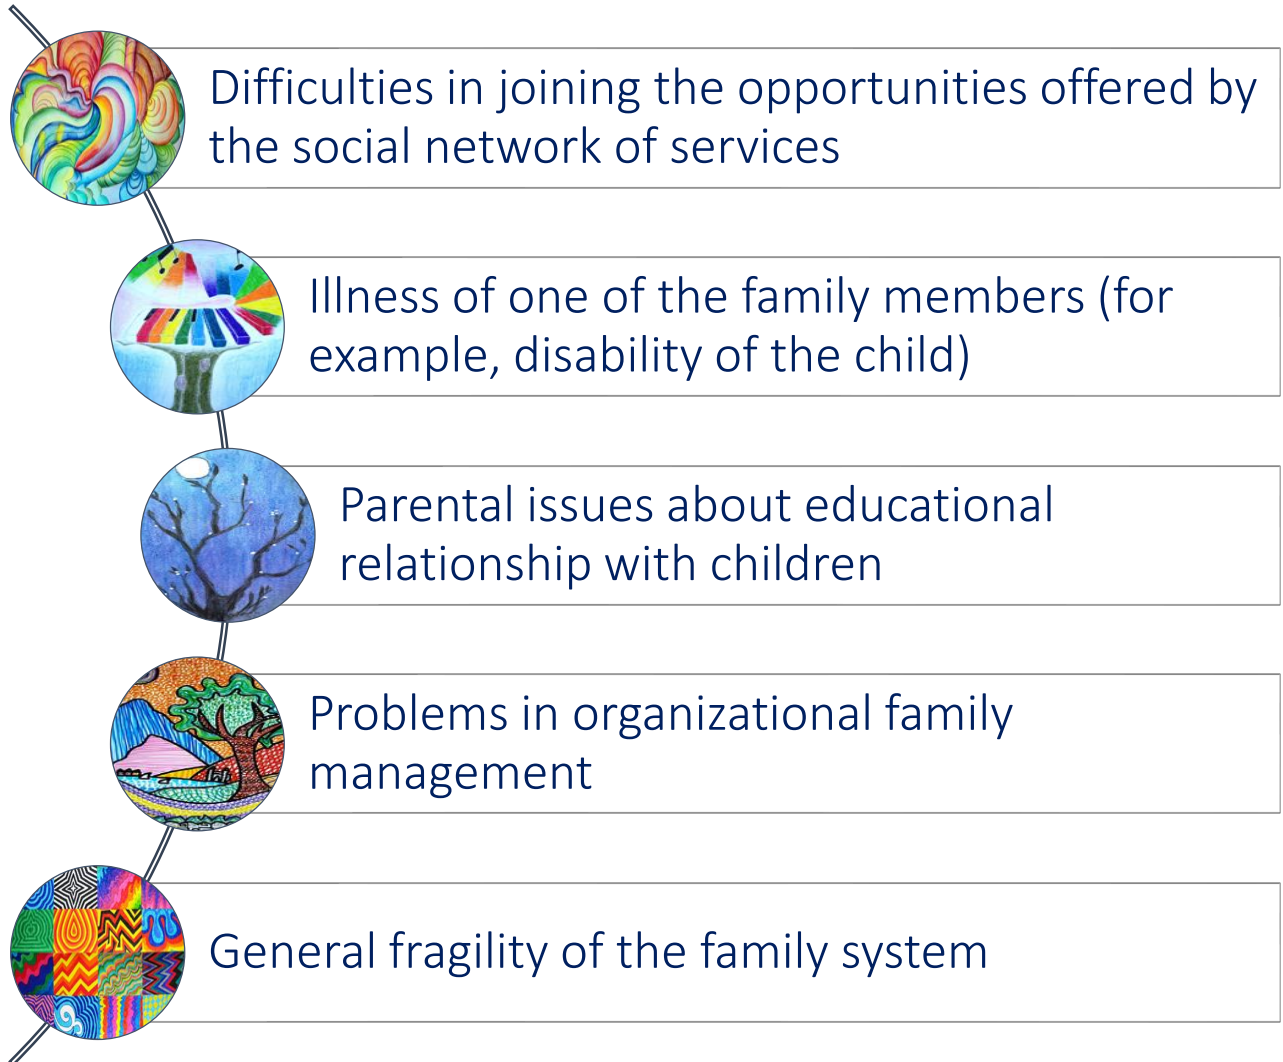 Difficulties in joining the opportunities offered by
the social network of services
Illness of one of the family members (for
example, disability of the child)
Parental issues about educational
relationship with children
Problems in organizational family
management
General fragility of the family system